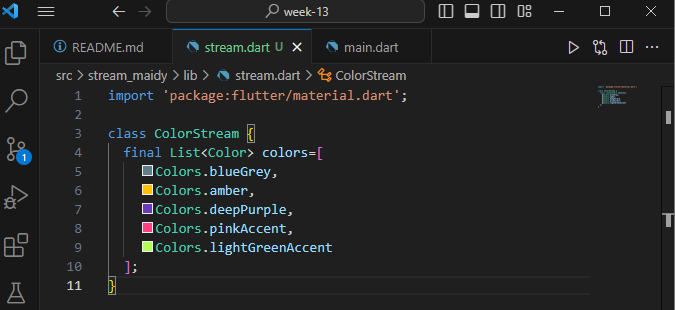 week-13
README.md
stream.dart U
main.dart
src > stream_maidy > lib > stream.dart > ColorStream
1 import 'package:flutter/material.dart';
2
3 class ColorStream {
4 final List<Color> colors=[
5 Colors.blueGrey,
6 Colors.amber,
7 Colors.deepPurple,
8 Colors.pinkAccent,
9 Colors.lightGreenAccent
10 ];
11 }
1